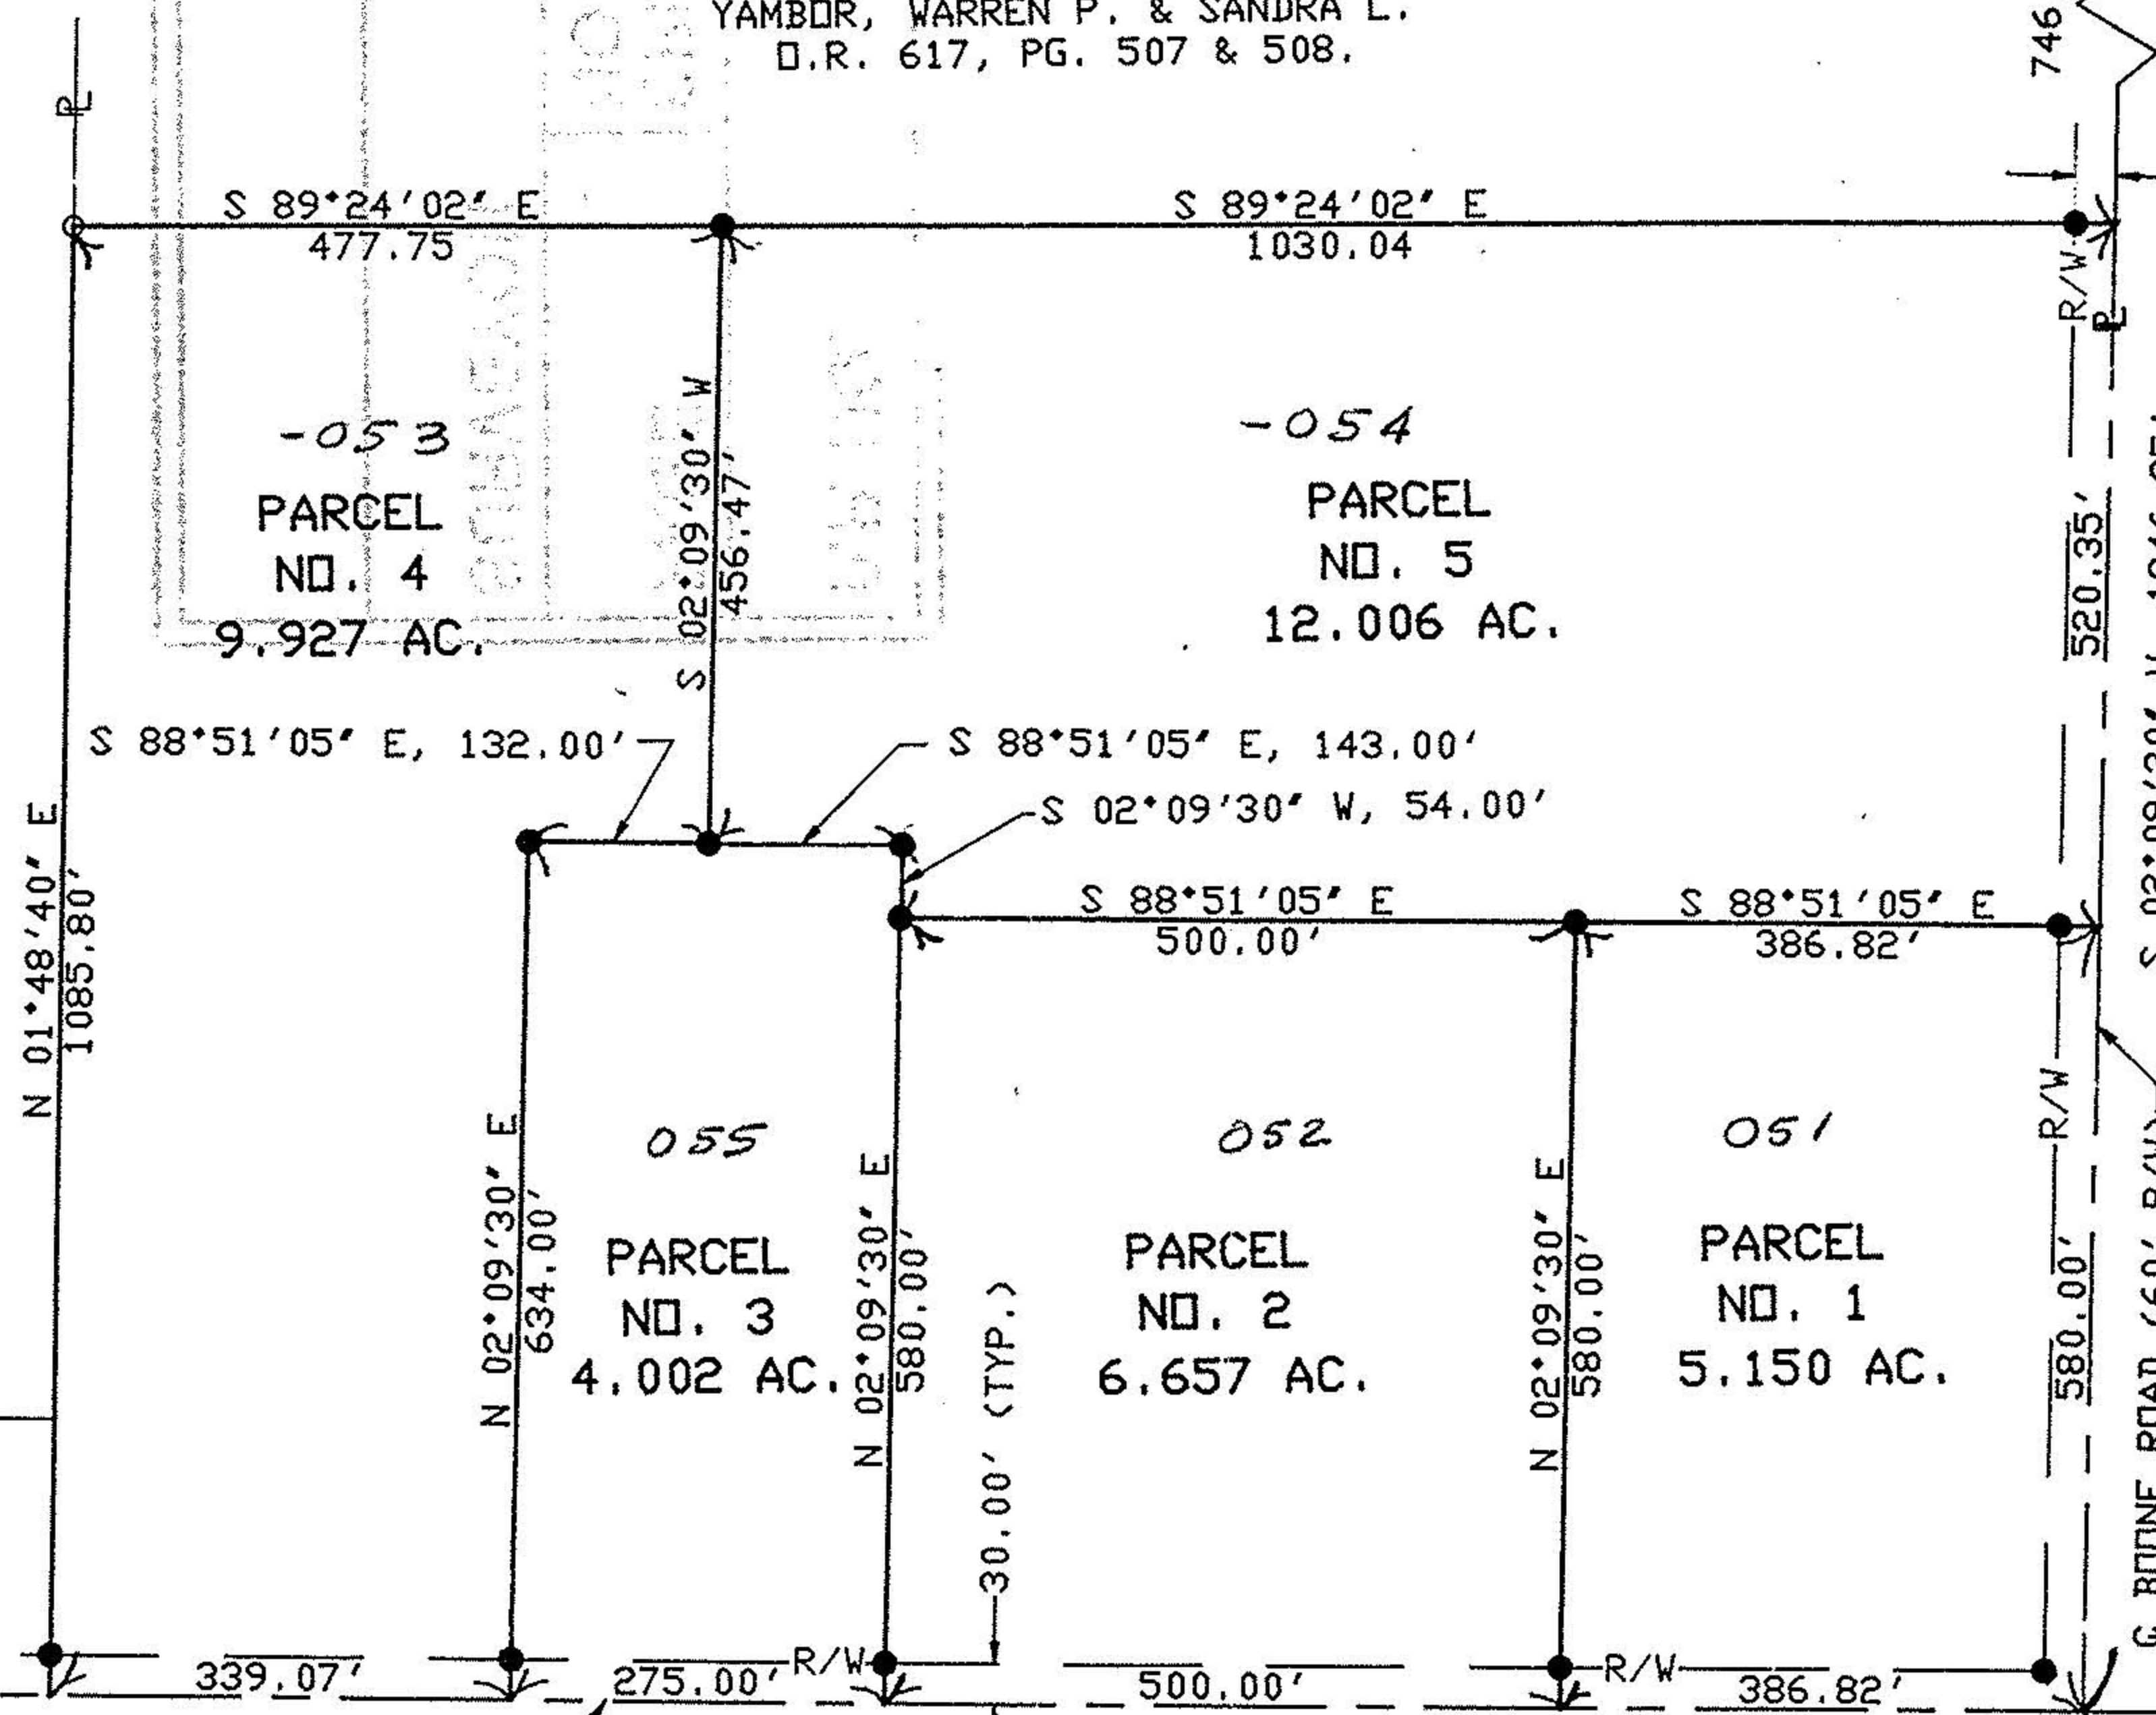 YAMBOR, WARREN P. & SANDRA L.
O.R. 617, PG. 507 & 508.
746
P
S 89°24'02" E
477.75
S 89°24'02" E
1030.04
R/W
P
-053
PARCEL
NO. 4
9.927 AC.
S 02°09'30" W
456.47'
-054
PARCEL
NO. 5
12.006 AC.
520.35'
S 88°51'05" E, 132.00'
S 88°51'05" E, 143.00'
S 02°09'30" W, 54.00'
N 01°48'40" E
1085.80'
S 88°51'05" E
500.00'
S 88°51'05" E
386.82'
R/W
N 02°09'30" E
634.00'
055
PARCEL
NO. 3
4.002 AC.
N 02°09'30" E
580.00'
30.00' (TYP.)
052
PARCEL
NO. 2
6.657 AC.
N 02°09'30" E
580.00'
051
PARCEL
NO. 1
5.150 AC.
580.00'
BOONE ROAD (60' R/W)
339.07'
275.00'
R/W
500.00'
R/W
386.82'